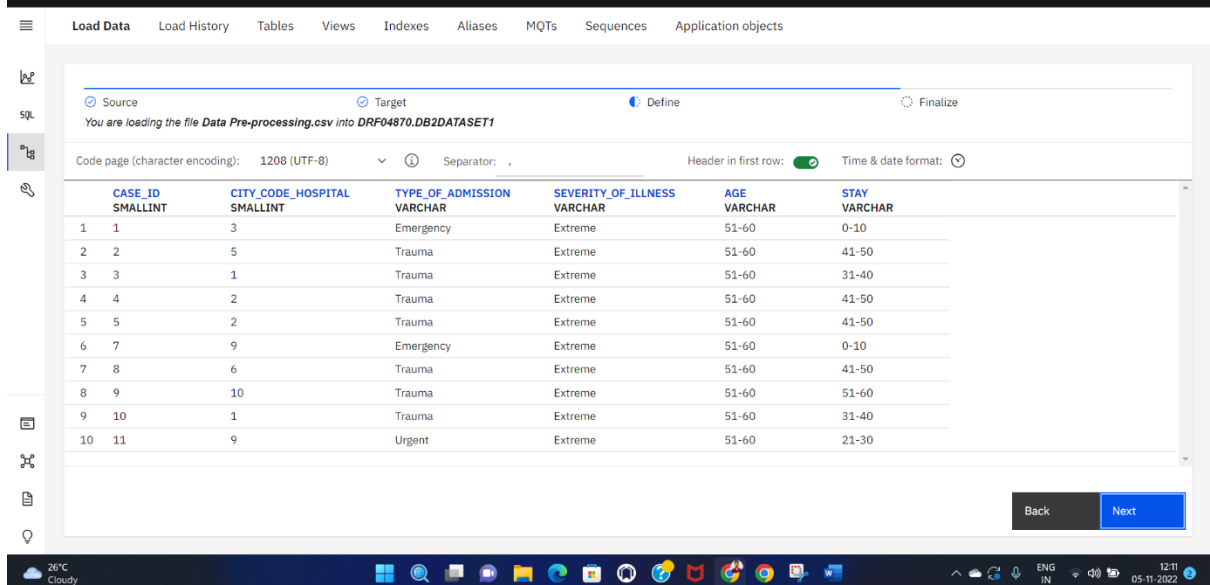 Load Data Load History Tables Views Indexes Aliases MQTs Sequences Application objects
Source Target Define Finalize
You are loading the file Data Pre-processing.csv into DRF04870.DB2DATASET1
SQL
Code page (character encoding): 1208 (UTF-8) Separator: , Header in first row: Time & date format:
CASE_ID CITY_CODE_HOSPITAL TYPE_OF_ADMISSION SEVERITY_OF_ILLNESS AGE STAY
SMALLINT SMALLINT VARCHAR VARCHAR VARCHAR VARCHAR
1 1 3 Emergency Extreme 51-60 0-10
2 2 5 Trauma Extreme 51-60 41-50
3 3 1 Trauma Extreme 51-60 31-40
4 4 2 Trauma Extreme 51-60 41-50
5 5 2 Trauma Extreme 51-60 41-50
6 7 9 Emergency Extreme 51-60 0-10
7 8 6 Trauma Extreme 51-60 41-50
8 9 10 Trauma Extreme 51-60 51-60
9 10 1 Trauma Extreme 51-60 31-40
10 11 9 Urgent Extreme 51-60 21-30
Back Next
26°C
Cloudy
ENG
IN
12:11
05-11-2022
2